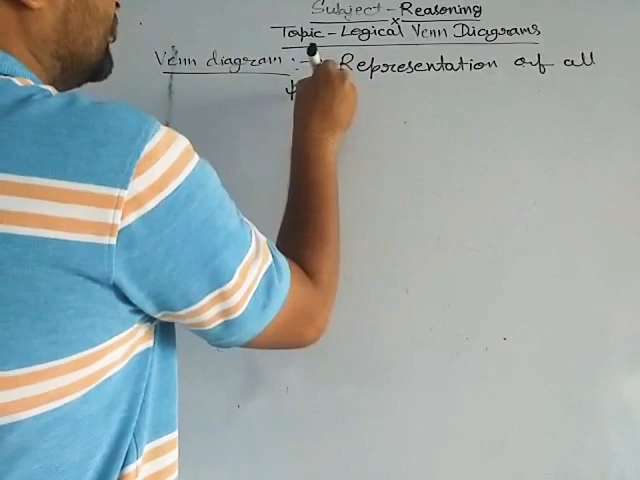 Subject - Reasoning
Topic - Logical Venn Diagrams
Venn diagram :- Representation of all